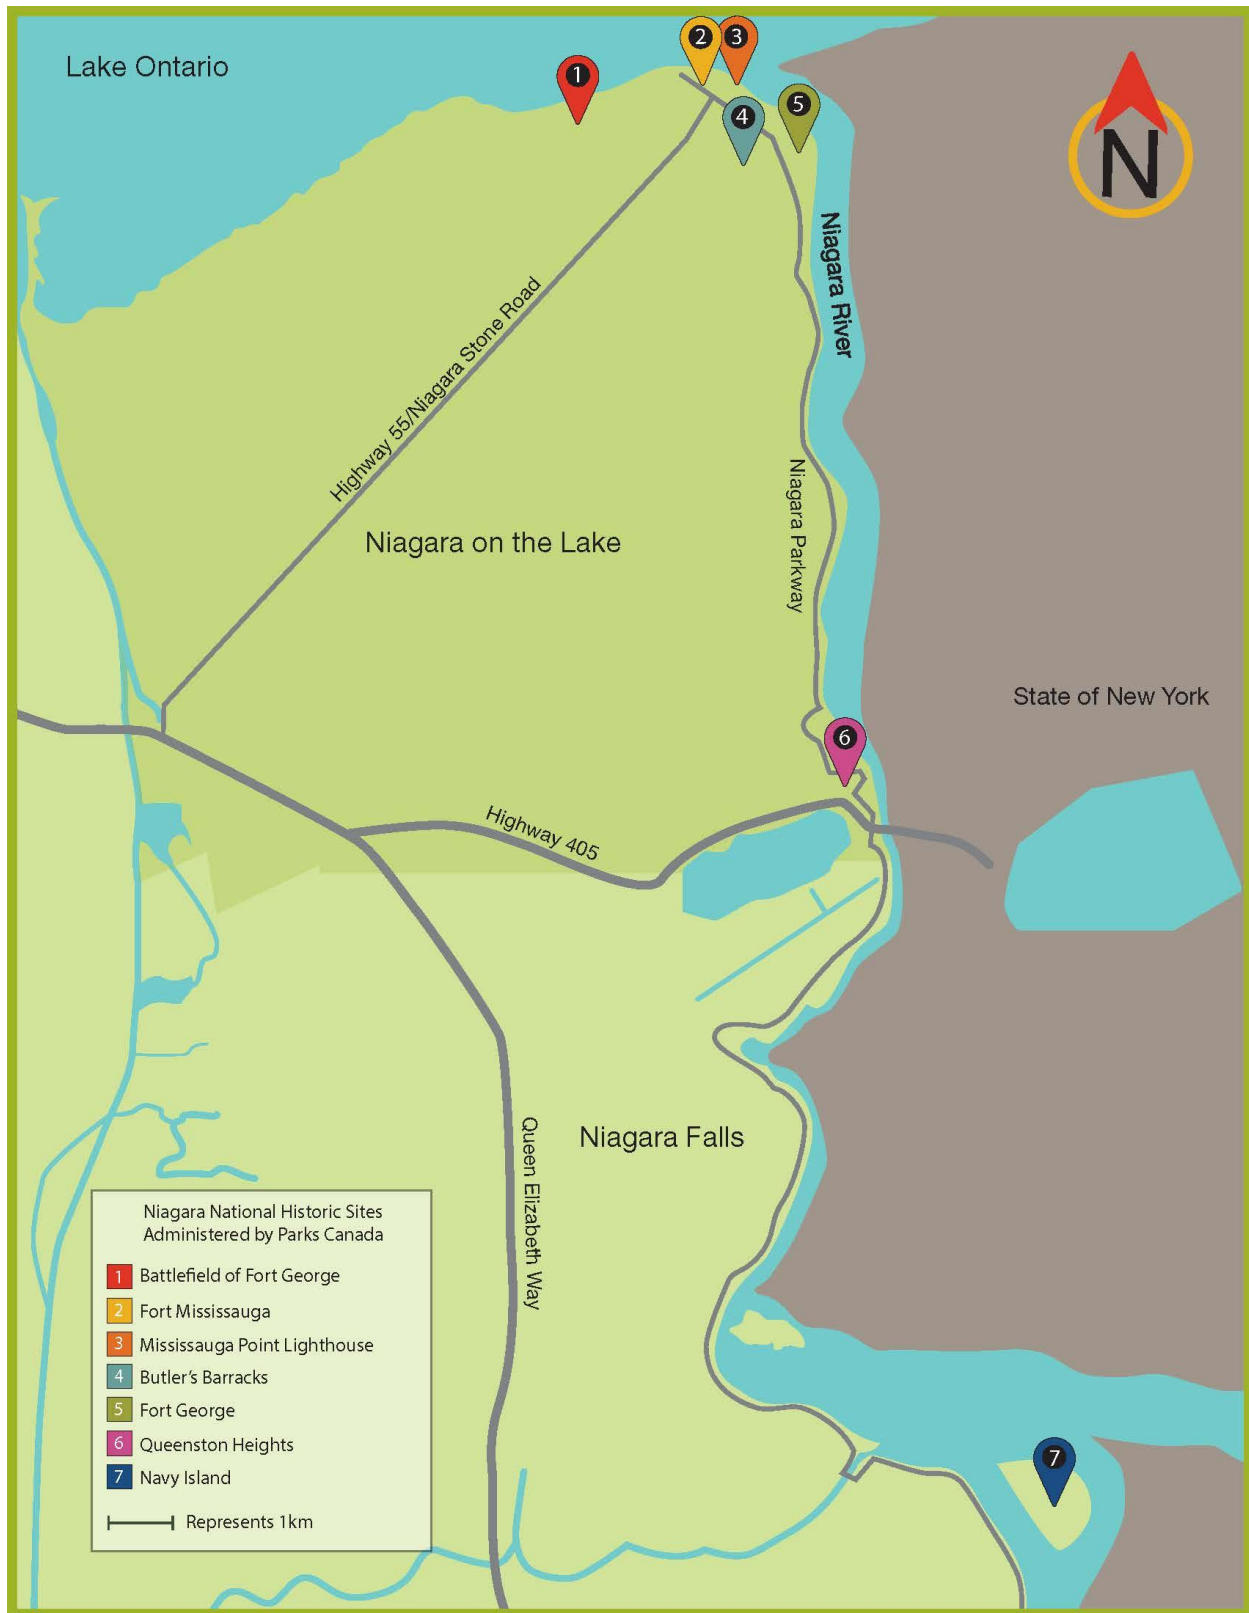 Lake Ontario
1
2
3
4
5
N
Niagara River
Highway 55/Niagara Stone Road
Niagara Parkway
Niagara on the Lake
State of New York
6
Highway 405
Niagara Falls
Queen Elizabeth Way
7
Niagara National Historic Sites
Administered by Parks Canada
1 Battlefield of Fort George
2 Fort Mississauga
3 Mississauga Point Lighthouse
4 Butler's Barracks
5 Fort George
6 Queenston Heights
7 Navy Island
Represents 1km